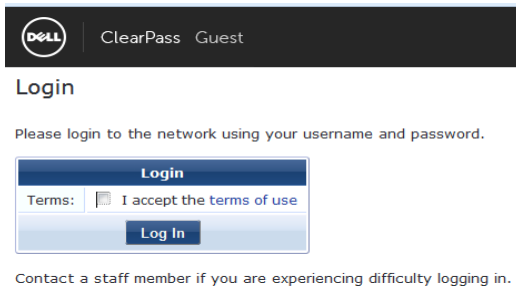 DELL ClearPass Guest
Login
Please login to the network using your username and password.
Login
Terms: I accept the terms of use
Log In
Contact a staff member if you are experiencing difficulty logging in.